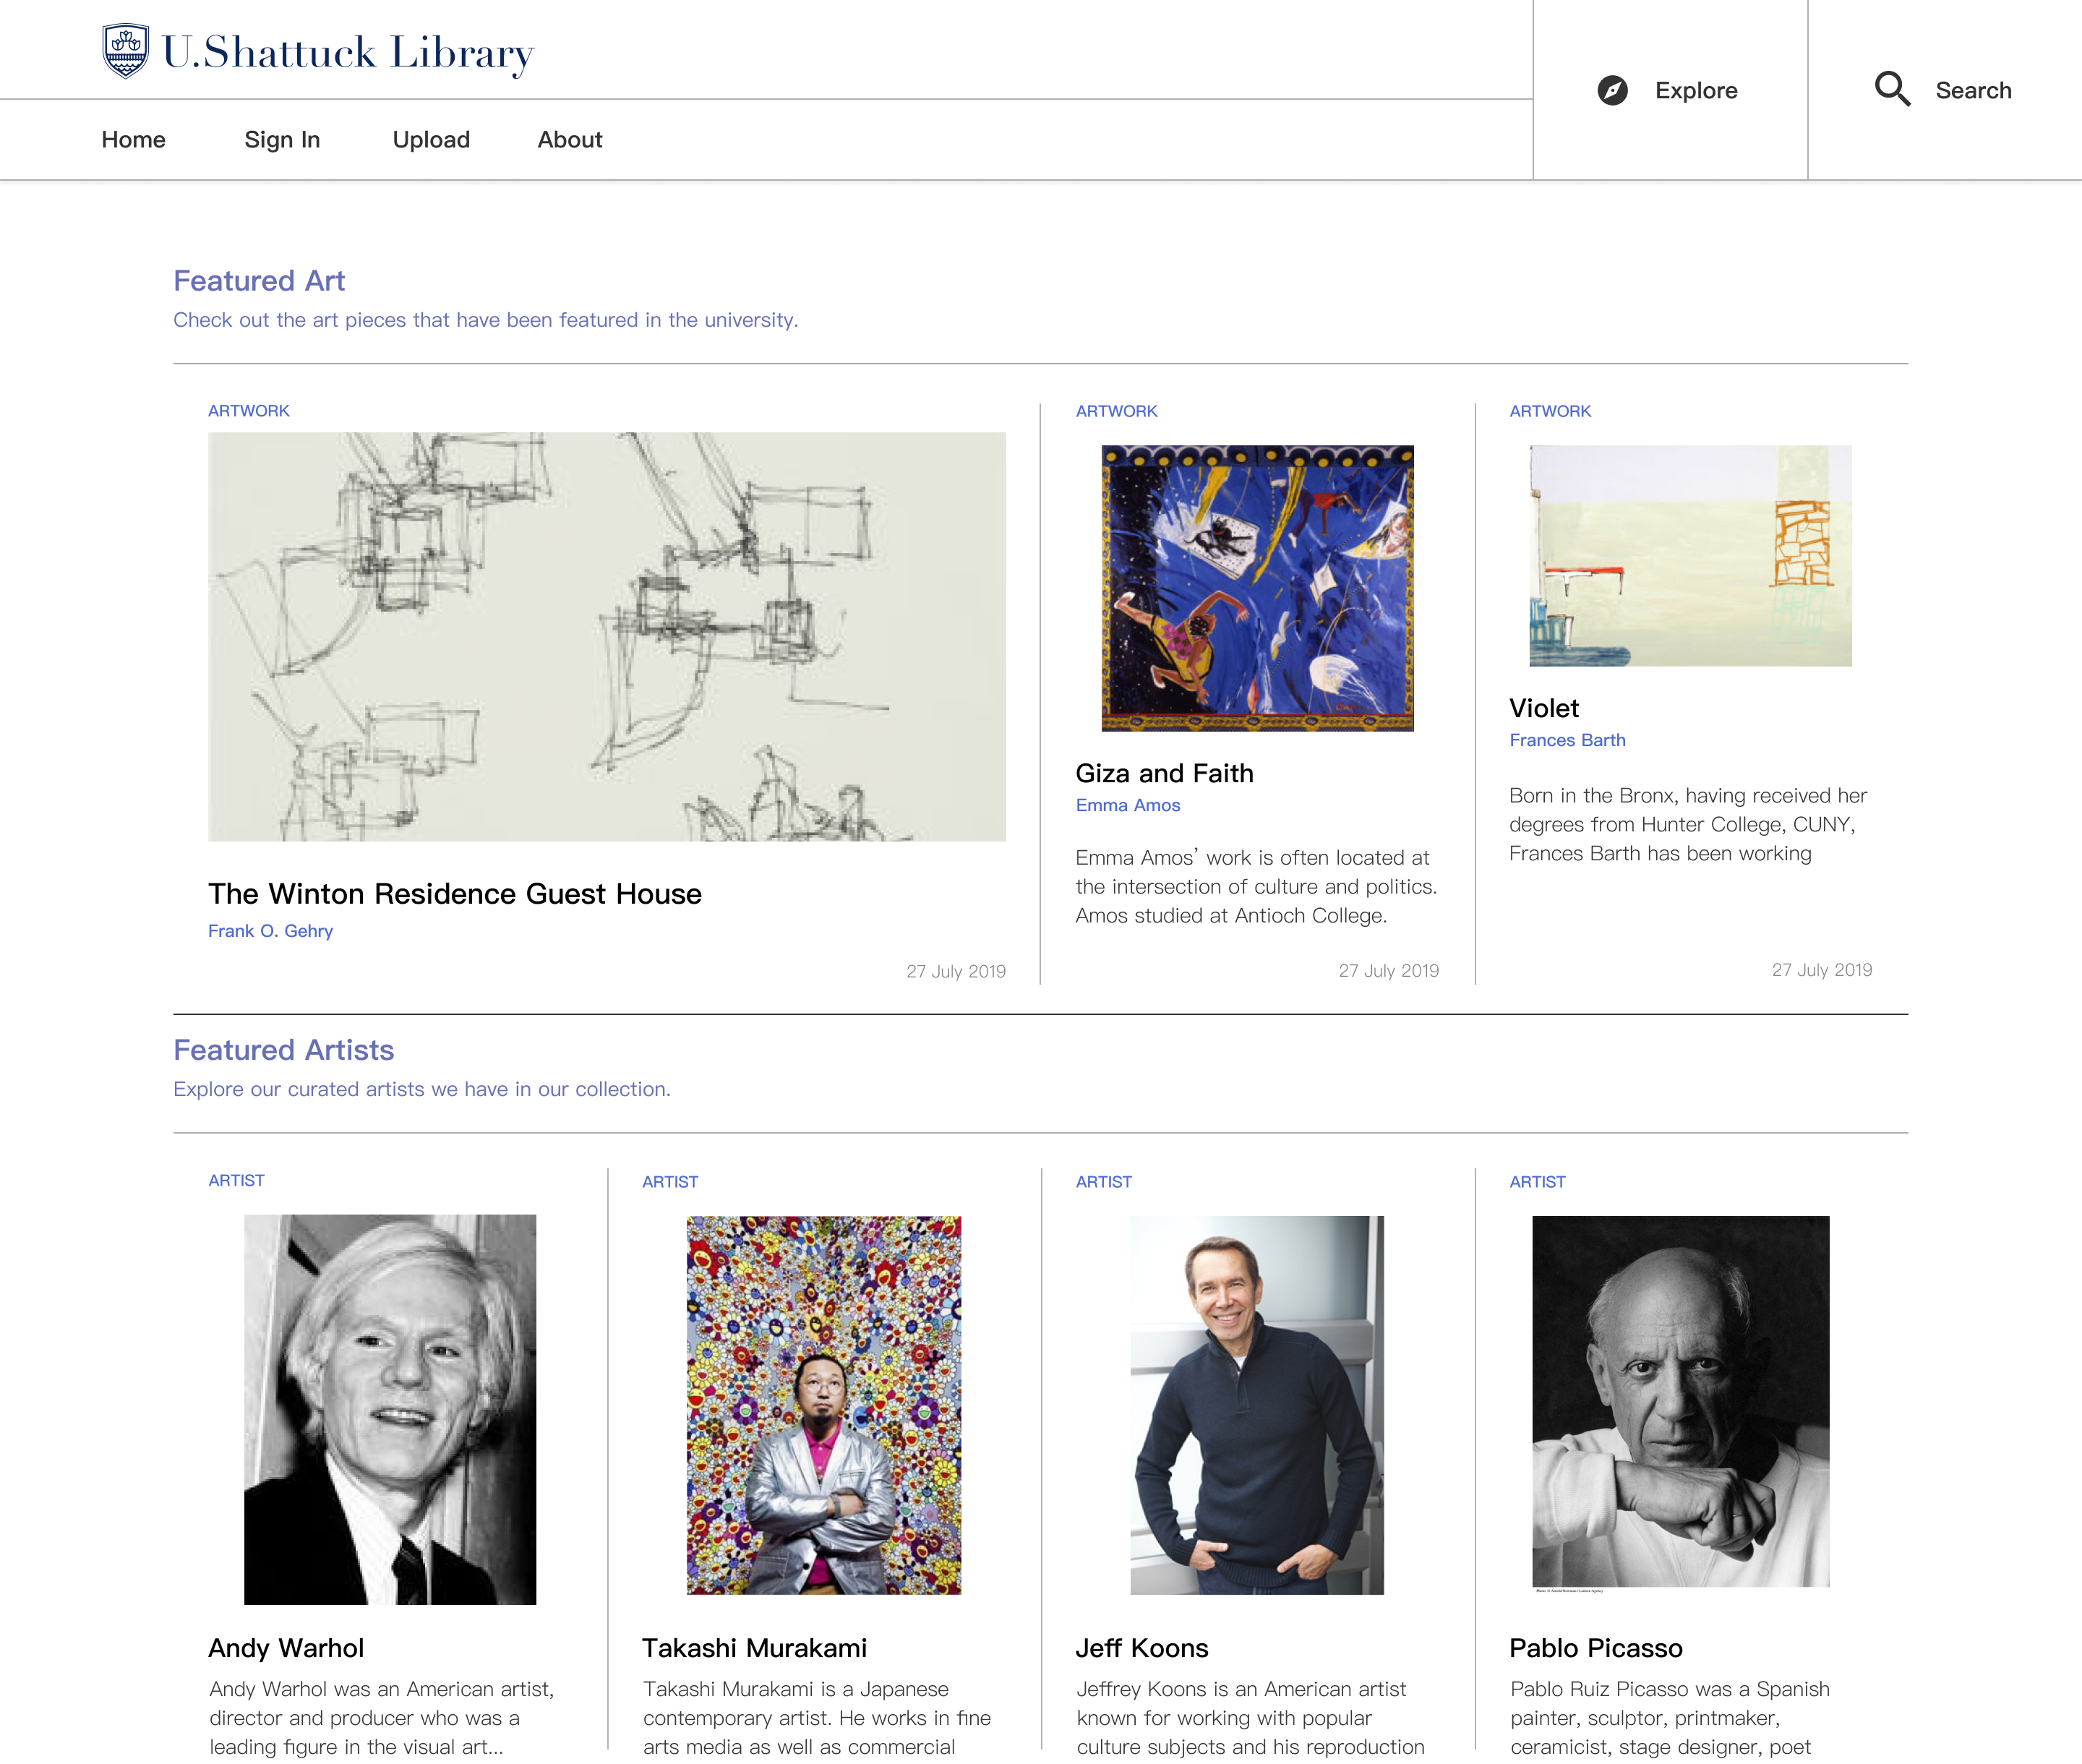 U.Shattuck Library
Explore
Search
Home
Sign In
Upload
About
Featured Art
Check out the art pieces that have been featured in the university.
ARTWORK
The Winton Residence Guest House
Frank O. Gehry
27 July 2019
ARTWORK
Giza and Faith
Emma Amos
Emma Amos’ work is often located at
the intersection of culture and politics.
Amos studied at Antioch College.
27 July 2019
ARTWORK
Violet
Frances Barth
Born in the Bronx, having received her
degrees from Hunter College, CUNY,
Frances Barth has been working
27 July 2019
Featured Artists
Explore our curated artists we have in our collection.
ARTIST
Andy Warhol
Andy Warhol was an American artist,
director and producer who was a
leading figure in the visual art...
ARTIST
Takashi Murakami
Takashi Murakami is a Japanese
contemporary artist. He works in fine
arts media as well as commercial
ARTIST
Jeff Koons
Jeffrey Koons is an American artist
known for working with popular
culture subjects and his reproduction
ARTIST
Pablo Picasso
Pablo Ruiz Picasso was a Spanish
painter, sculptor, printmaker,
ceramicist, stage designer, poet